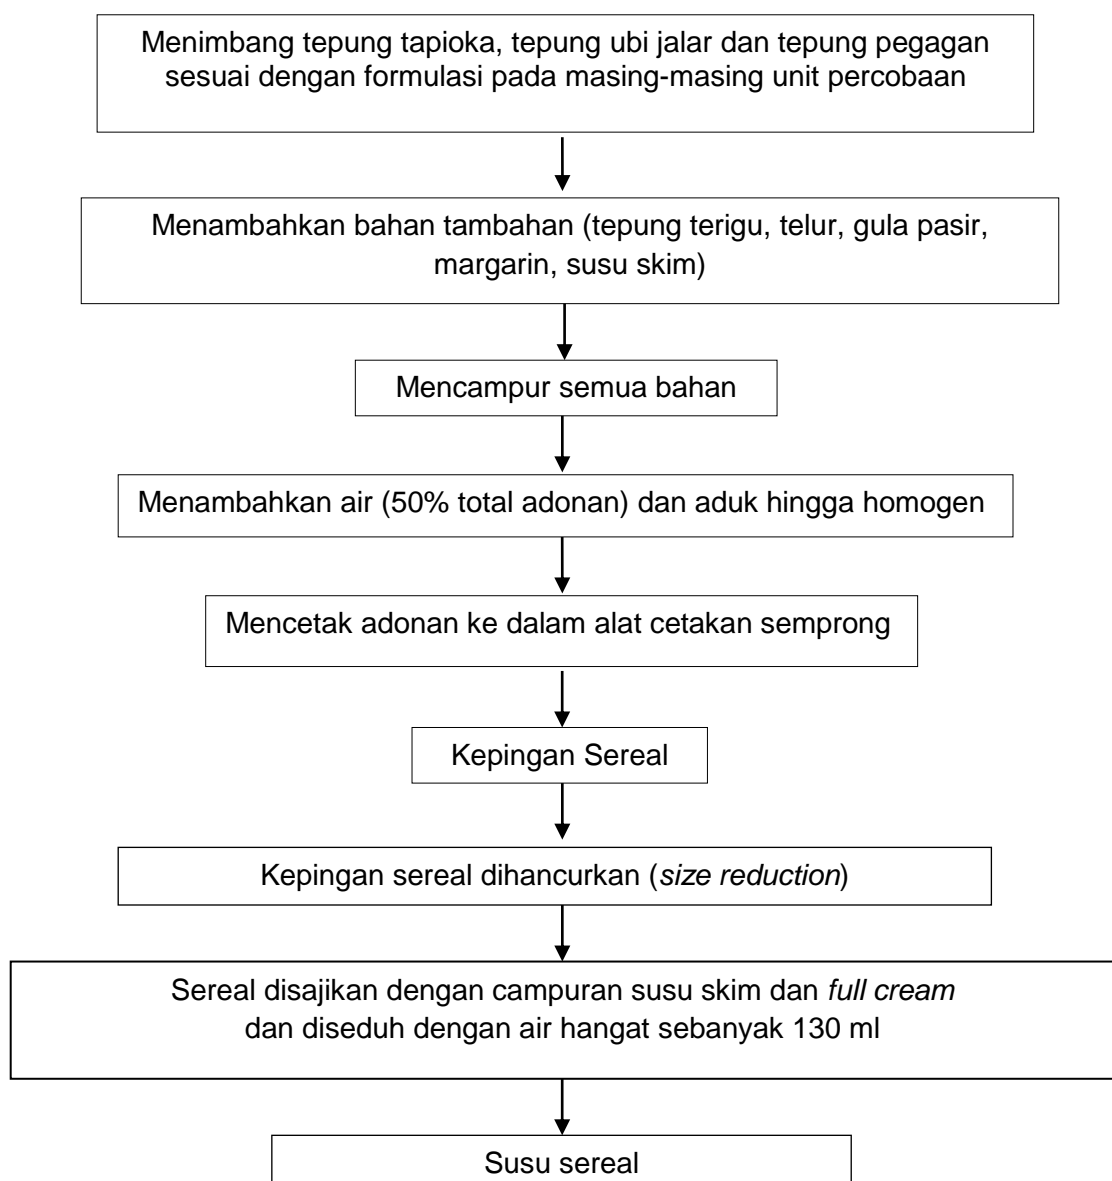 Menimbang tepung tapioka, tepung ubi jalar dan tepung pegagan
sesuai dengan formulasi pada masing-masing unit percobaan
Menambahkan bahan tambahan (tepung terigu, telur, gula pasir,
margarin, susu skim)
Mencampur semua bahan
Menambahkan air (50% total adonan) dan aduk hingga homogen
Mencetak adonan ke dalam alat cetakan semprong
Kepingan Sereal
Kepingan sereal dihancurkan (size reduction)
Sereal disajikan dengan campuran susu skim dan full cream
dan diseduh dengan air hangat sebanyak 130 ml
Susu sereal